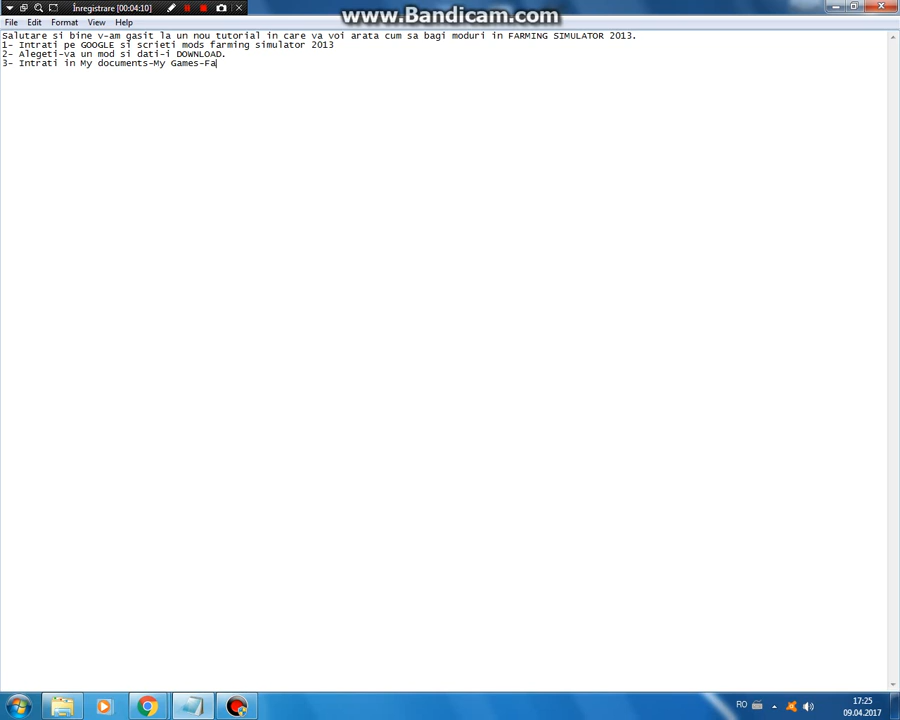 www.Bandicam.com
Înregistrare [00:04:10]
File Edit Format View Help
Salutare si bine v-am gasit la un nou tutorial in care va voi arata cum sa bagi moduri in FARMING SIMULATOR 2013.
1- Intrati pe GOOGLE si scrieti mods farming simulator 2013
2- Alegeti-va un mod si dati-i DOWNLOAD.
3- Intrati in My documents-My Games-Fa
RO
17:25
09.04.2017